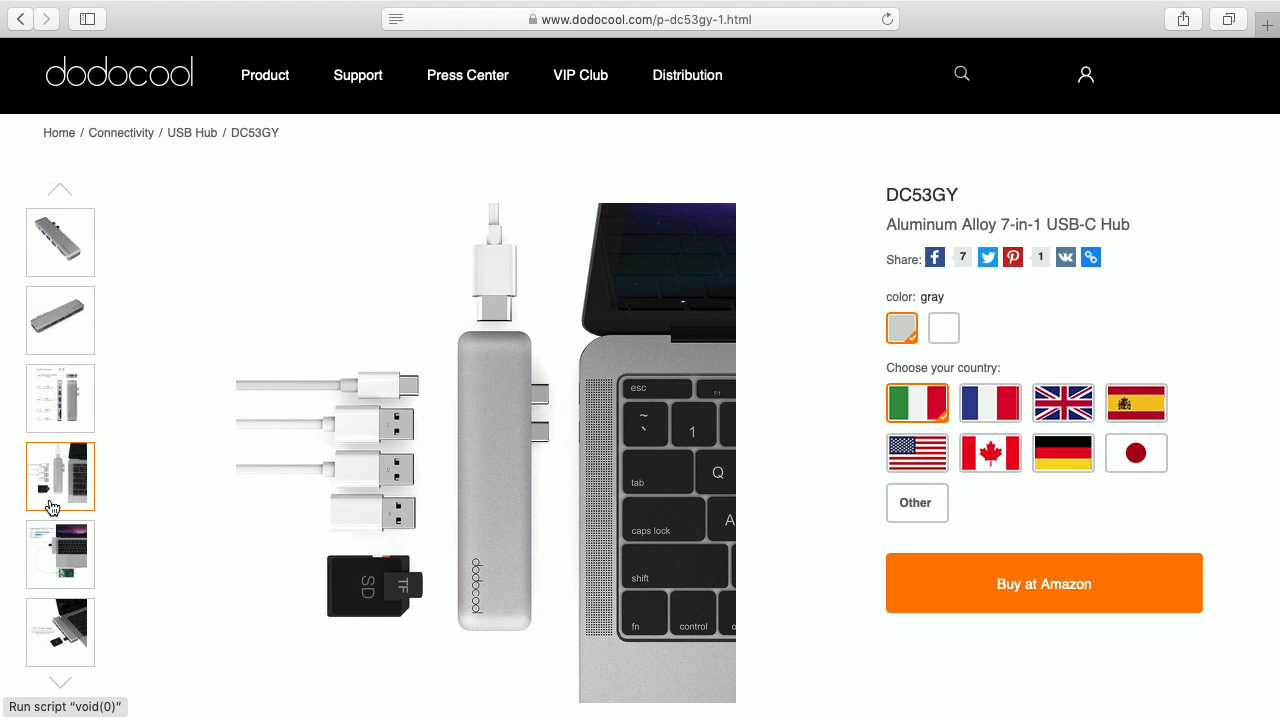 www.dodocool.com/p-dc53gy-1.html
dodocool
Product
Support
Press Center
VIP Club
Distribution
Home / Connectivity / USB Hub / DC53GY
DC53GY
Aluminum Alloy 7-in-1 USB-C Hub
Share:
7
1
color: gray
Choose your country:
Other
Buy at Amazon
esc
F1
~
`
1
tab
Q
caps lock
A
shift
fn
control
SD
TF
dodocool
Run script "void(0)"